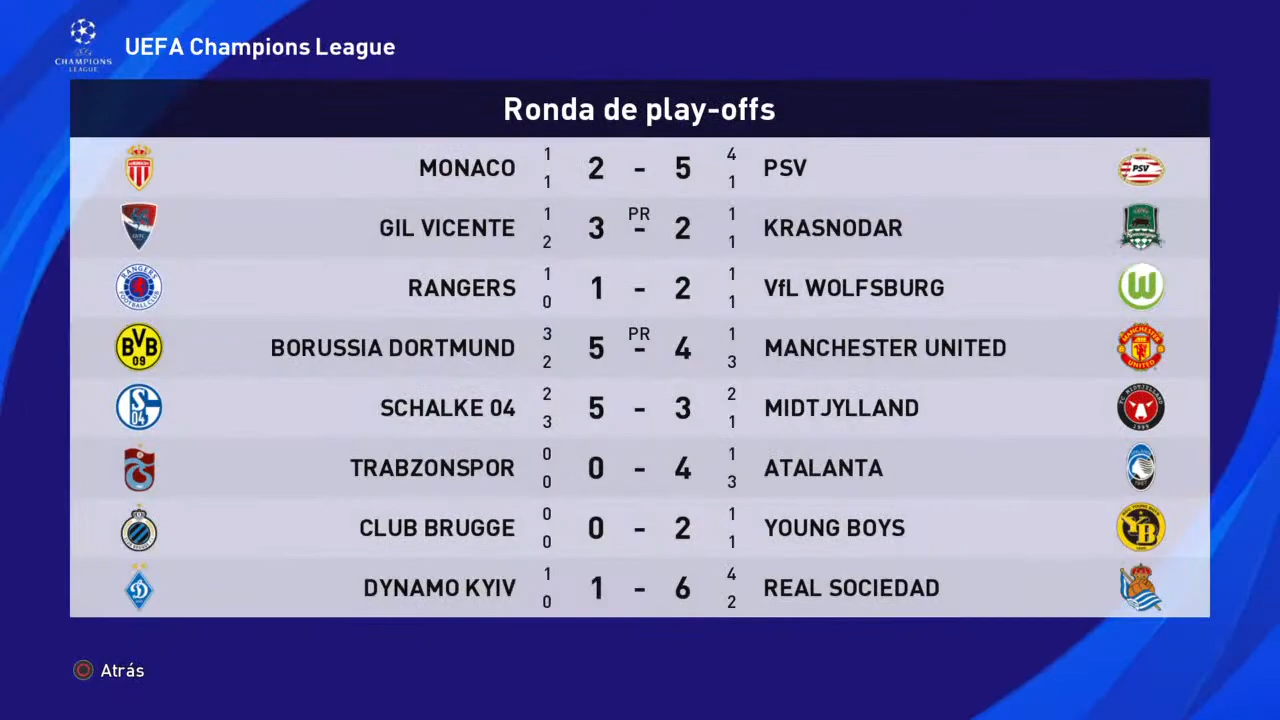 UEFA Champions League
CHAMPIONS
LEAGUE
Ronda de play-offs
MONACO 1 1 2 - 5 4 1 PSV
GIL VICENTE 1 2 3 PR - 2 1 1 KRASNODAR
RANGERS 1 0 1 - 2 1 1 VfL WOLFSBURG
BORUSSIA DORTMUND 3 2 5 PR - 4 1 3 MANCHESTER UNITED
SCHALKE 04 2 3 5 - 3 2 1 MIDTJYLLAND
TRABZONSPOR 0 0 0 - 4 1 3 ATALANTA
CLUB BRUGGE 0 0 0 - 2 1 1 YOUNG BOYS
DYNAMO KYIV 1 0 1 - 6 4 2 REAL SOCIEDAD
Atrás